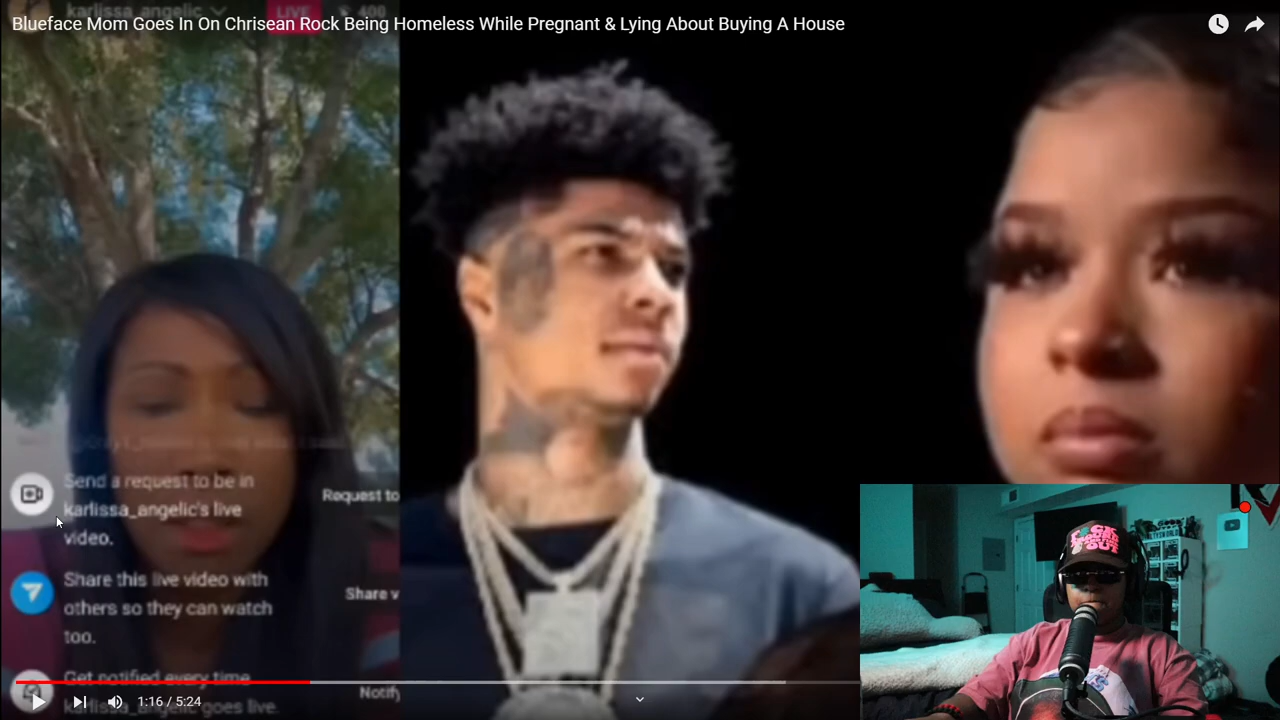 karlissa_angelic
LIVE
400
Blueface Mom Goes In On Chrisean Rock Being Homeless While Pregnant & Lying About Buying A House
Send a request to be in
karlissa_angelic's live
video.
Request to
Share this live video with
others so they can watch
too.
Share v
Get notified every time
karlissa_angelic goes live.
Notify
1:16 / 5:24